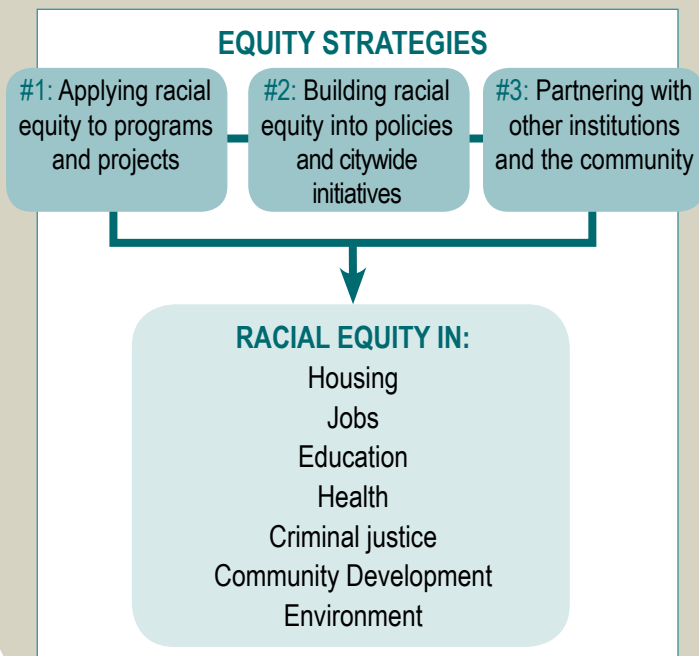 EQUITY STRATEGIES
#1: Applying racial
equity to programs
and projects
#2: Building racial
equity into policies
and citywide
initiatives
#3: Partnering with
other institutions
and the community
RACIAL EQUITY IN:
Housing
Jobs
Education
Health
Criminal justice
Community Development
Environment